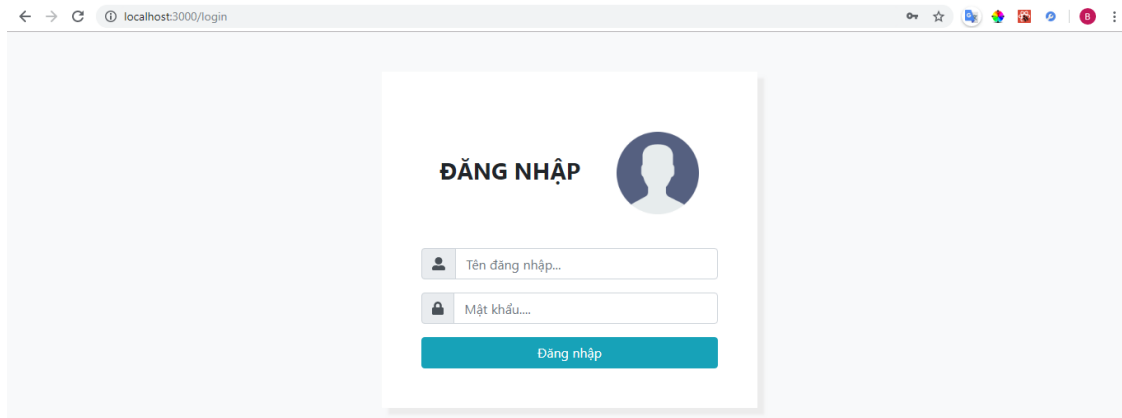 localhost:3000/login
B
ĐĂNG NHẬP
Tên đăng nhập...
Mật khẩu....
Đăng nhập